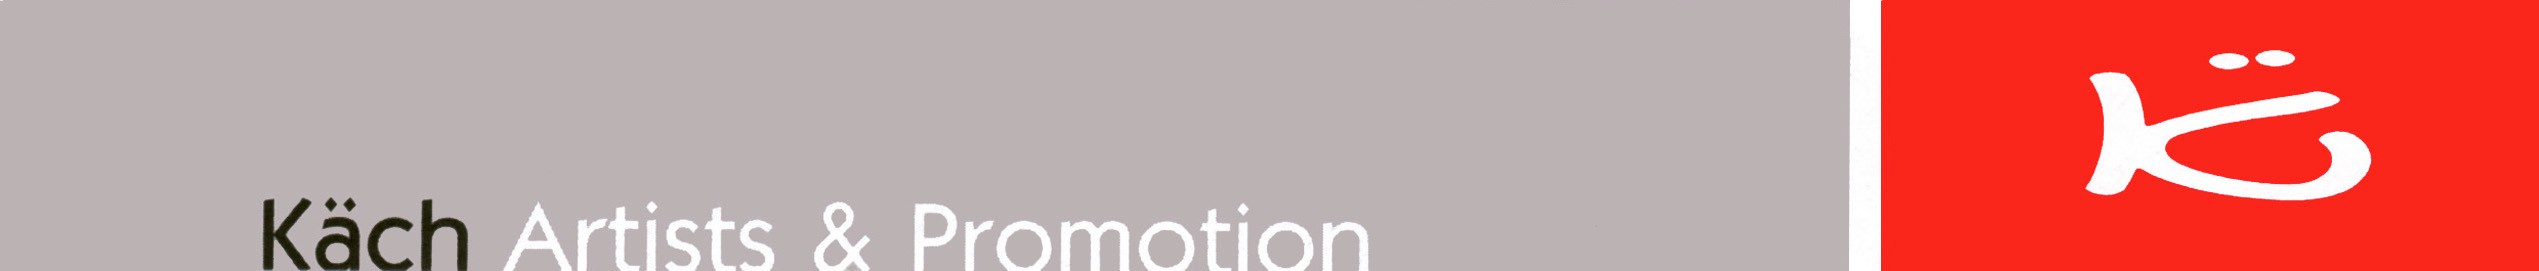 Käch Artists & Promotion
K̈